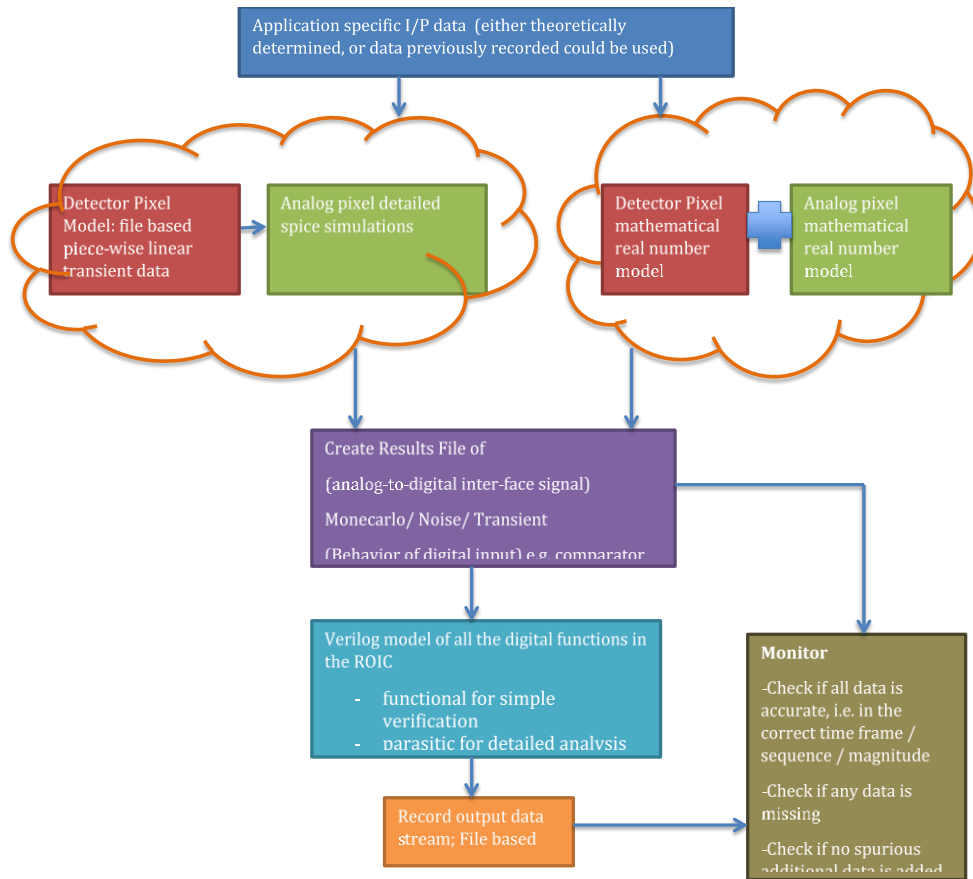 Application specific I/P data  (either theoretically
determined, or data previously recorded could be used)
Detector Pixel
Model: file based
piece-wise linear
transient data
Analog pixel detailed
spice simulations
Detector Pixel
mathematical
real number
model
Analog pixel
mathematical
real number
model
Create Results File of
(analog-to-digital inter-face signal)
Monecarlo/ Noise/ Transient
(Behavior of digital input) e.g. comparator
Verilog model of all the digital functions in
the ROIC
- functional for simple
verification
- parasitic for detailed analysis
Monitor
-Check if all data is
accurate, i.e. in the
correct time frame /
sequence / magnitude
-Check if any data is
missing
-Check if no spurious
additional data is added
Record output data
stream; File based